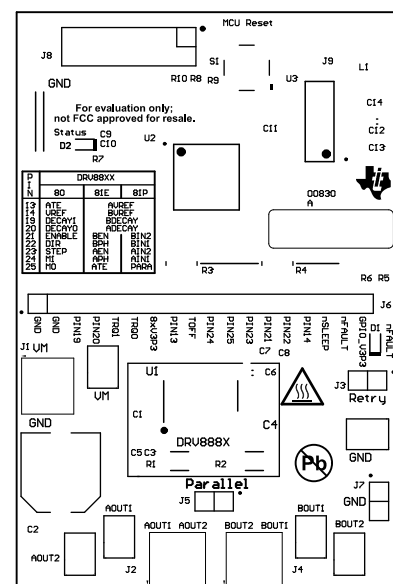 MCU Reset
J8
S1
J9
L1
R10 R8
R9
U3
GND
C14
For evaluation only;
not FCC approved for resale.
Status
C9
D2
C10
R7
U2
C11
C12
C13
PIN
DRV88XX
80
81E
81P
13 ATE AVREF
14 VREF BVREF
19 DECAY1 BDECAY
20 DECAY0 ADECAY
21 ENABLE BEN BIN2
22 DIR BPH BIN1
23 STEP AEN AIN2
24 M1 APH AIN1
25 M0 ATE PARA
00830
A
R3
R4
R6 R5
J6
GND
GND
PIN19
PIN20
TRQ1
TRQ0
8xV3P3
PIN13
TOFF
PIN24
PIN25
PIN23
PIN21
PIN22
PIN14
nSLEEP
nFAULT
GPIO_V3P3
nFAULT
D1
J1
VM
VM
C7
C8
U1
C6
J3
Retry
C1
C4
GND
DRV888X
C5 C3
R1
R2
Pb
GND
Parallel
J5
J7
GND
C2
AOUT1
AOUT2
J2
AOUT1 AOUT2
BOUT2 BOUT1
J4
BOUT1
BOUT2